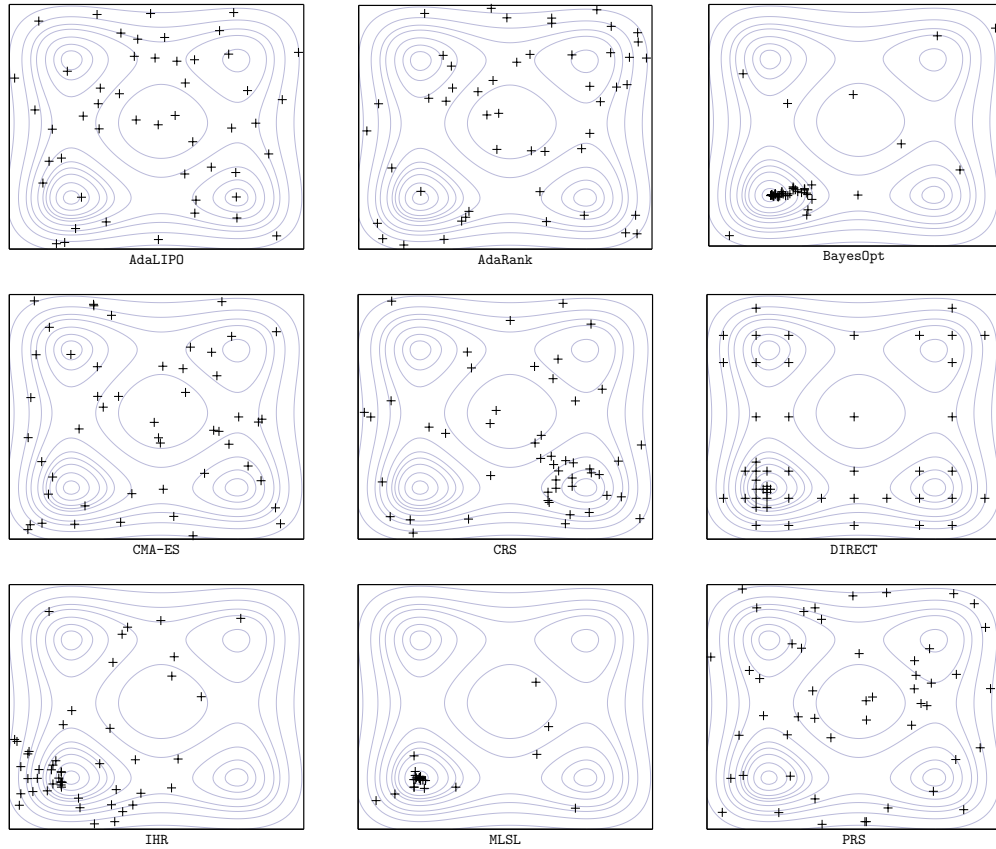 AdaLIPO
AdaRank
BayesOpt
CMA-ES
CRS
DIRECT
IHR
MLSL
PRS